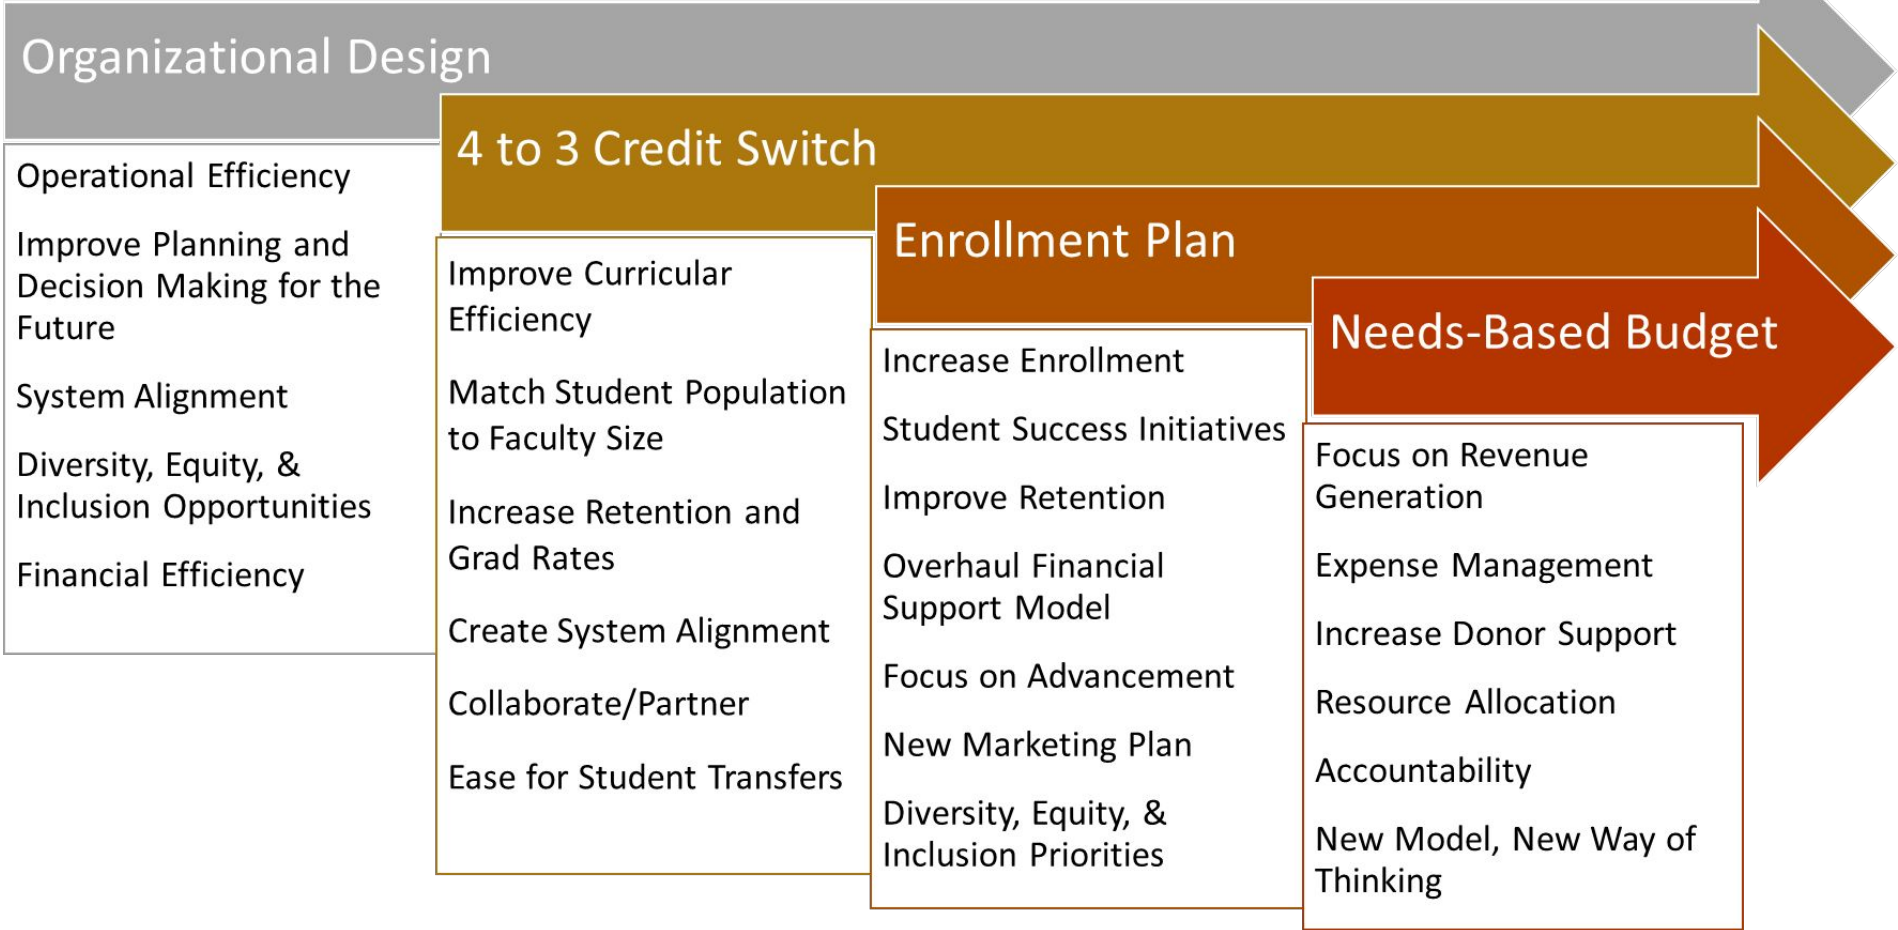 Organizational Design
Operational Efficiency
Improve Planning and
Decision Making for the
Future
System Alignment
Diversity, Equity, &
Inclusion Opportunities
Financial Efficiency
4 to 3 Credit Switch
Improve Curricular
Efficiency
Match Student Population
to Faculty Size
Increase Retention and
Grad Rates
Create System Alignment
Collaborate/Partner
Ease for Student Transfers
Enrollment Plan
Increase Enrollment
Student Success Initiatives
Improve Retention
Overhaul Financial
Support Model
Focus on Advancement
New Marketing Plan
Diversity, Equity, &
Inclusion Priorities
Needs-Based Budget
Focus on Revenue
Generation
Expense Management
Increase Donor Support
Resource Allocation
Accountability
New Model, New Way of
Thinking